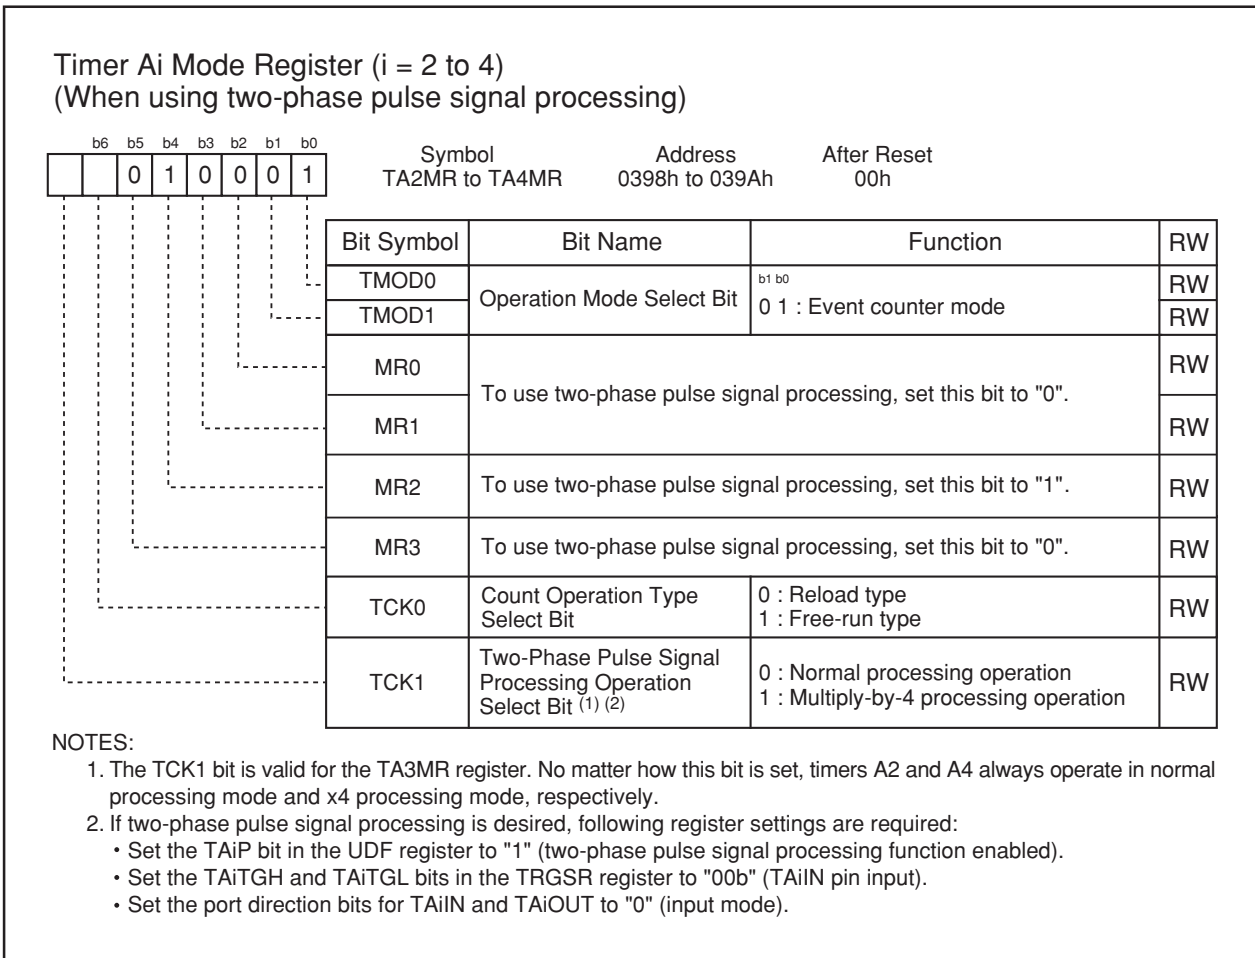 Timer Ai Mode Register (i = 2 to 4)
(When using two-phase pulse signal processing)
b6 b5 b4 b3 b2 b1 b0
0 1 0 0 0 1
Symbol Address After Reset
TA2MR to TA4MR 0398h to 039Ah 00h
Bit Symbol Bit Name Function RW
TMOD0 Operation Mode Select Bit b1 b0 RW
TMOD1 0 1 : Event counter mode RW
MR0 To use two-phase pulse signal processing, set this bit to "0". RW
MR1 RW
MR2 To use two-phase pulse signal processing, set this bit to "1". RW
MR3 To use two-phase pulse signal processing, set this bit to "0". RW
TCK0 Count Operation Type 0 : Reload type RW
Select Bit 1 : Free-run type
Two-Phase Pulse Signal
TCK1 Processing Operation 0 : Normal processing operation RW
Select Bit (1) (2) 1 : Multiply-by-4 processing operation
NOTES:
1. The TCK1 bit is valid for the TA3MR register. No matter how this bit is set, timers A2 and A4 always operate in normal
processing mode and x4 processing mode, respectively.
2. If two-phase pulse signal processing is desired, following register settings are required:
• Set the TAiP bit in the UDF register to "1" (two-phase pulse signal processing function enabled).
• Set the TAiTGH and TAiTGL bits in the TRGSR register to "00b" (TAiIN pin input).
• Set the port direction bits for TAiIN and TAiOUT to "0" (input mode).